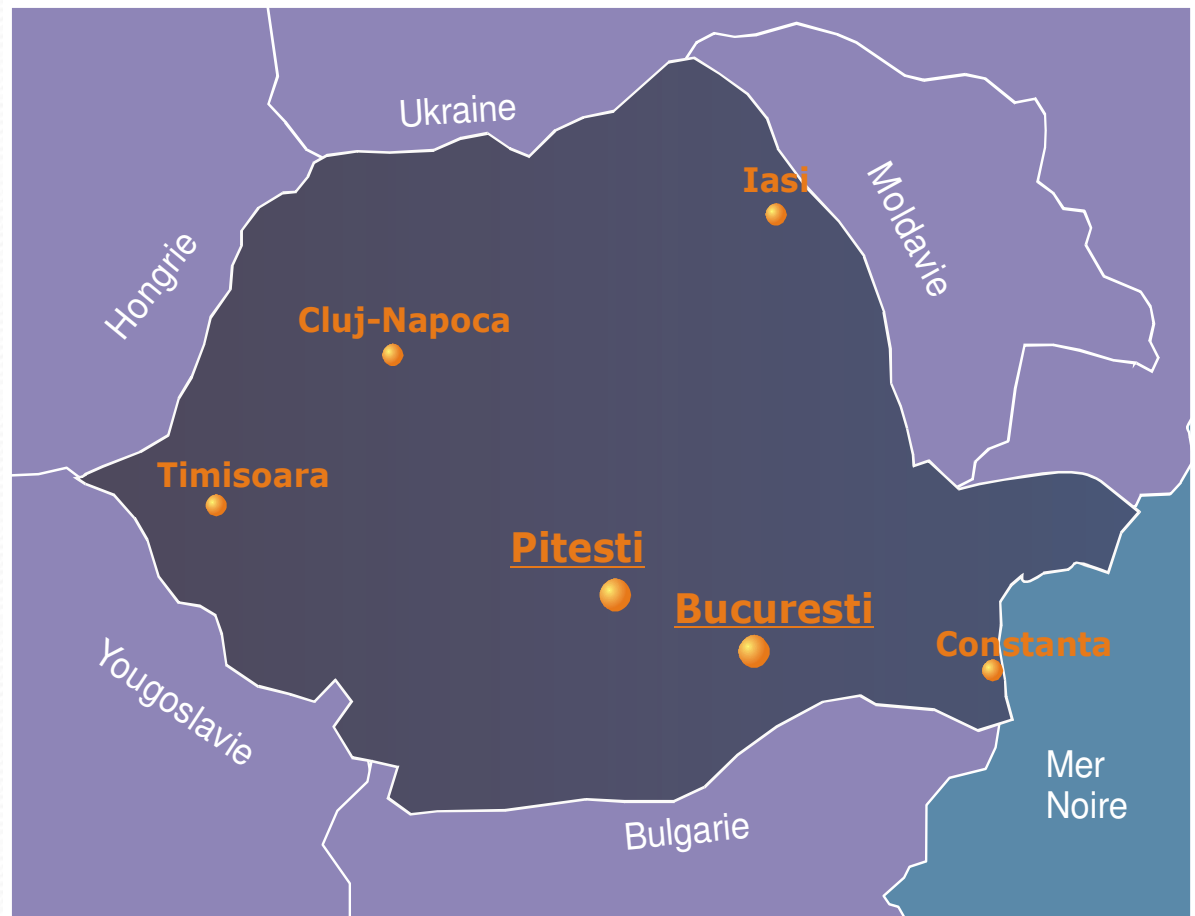 Ukraine
Iasi
Moldavie
Hongrie
Cluj-Napoca
Timisoara
Pitesti
Bucuresti
Constanta
Yougoslavie
Mer
Noire
Bulgarie